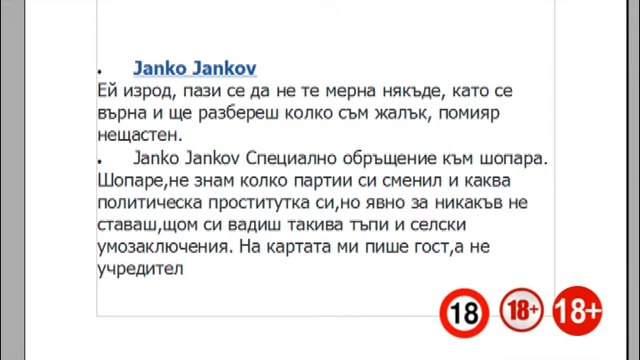 Janko Jankov
Ей изрод, пази се да не те мерна някъде, като се
върна и ще разбереш колко съм жалък, помияр
нещастен.
Janko Jankov Специално обръщение към шопара.
Шопаре,не знам колко партии си сменил и каква
политическа проститутка си,но явно за никакъв не
ставаш,щом си вадиш такива тъпи и селски
умозаключения. На картата ми пише гост,а не
учредител
18 18+ 18+